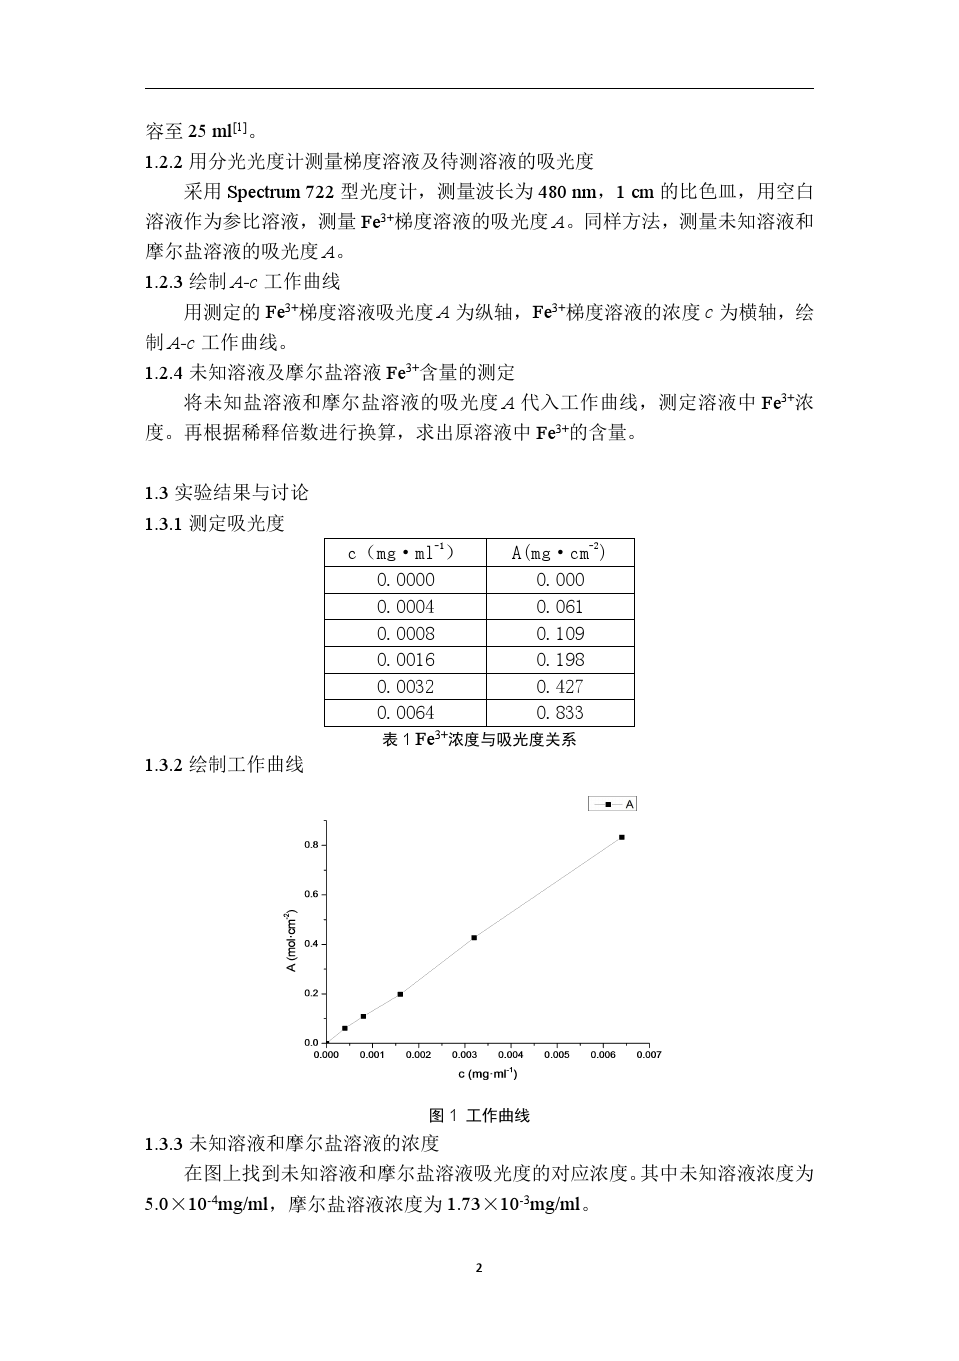 容至 25 ml[1]。
1.2.2 用分光光度计测量梯度溶液及待测溶液的吸光度
采用 Spectrum 722 型光度计，测量波长为 480 nm，1 cm 的比色皿，用空白
溶液作为参比溶液，测量 Fe3+梯度溶液的吸光度 A。同样方法，测量未知溶液和
摩尔盐溶液的吸光度 A。
1.2.3 绘制 A-c 工作曲线
用测定的 Fe3+梯度溶液吸光度 A 为纵轴，Fe3+梯度溶液的浓度 c 为横轴，绘
制 A-c 工作曲线。
1.2.4 未知溶液及摩尔盐溶液 Fe3+含量的测定
将未知盐溶液和摩尔盐溶液的吸光度 A 代入工作曲线，测定溶液中 Fe3+浓
度。再根据稀释倍数进行换算，求出原溶液中 Fe3+的含量。
1.3 实验结果与讨论
1.3.1 测定吸光度
c（mg·ml-1） A(mg·cm-2)
0.0000 0.000
0.0004 0.061
0.0008 0.109
0.0016 0.198
0.0032 0.427
0.0064 0.833
表 1 Fe3+浓度与吸光度关系
1.3.2 绘制工作曲线
A
0.8
0.6
0.4
0.2
0.0
A (mol·cm-2)
0.000 0.001 0.002 0.003 0.004 0.005 0.006 0.007
c (mg·ml-1)
图 1 工作曲线
1.3.3 未知溶液和摩尔盐溶液的浓度
在图上找到未知溶液和摩尔盐溶液吸光度的对应浓度。其中未知溶液浓度为
5.0×10-4mg/ml，摩尔盐溶液浓度为 1.73×10-3mg/ml。
2